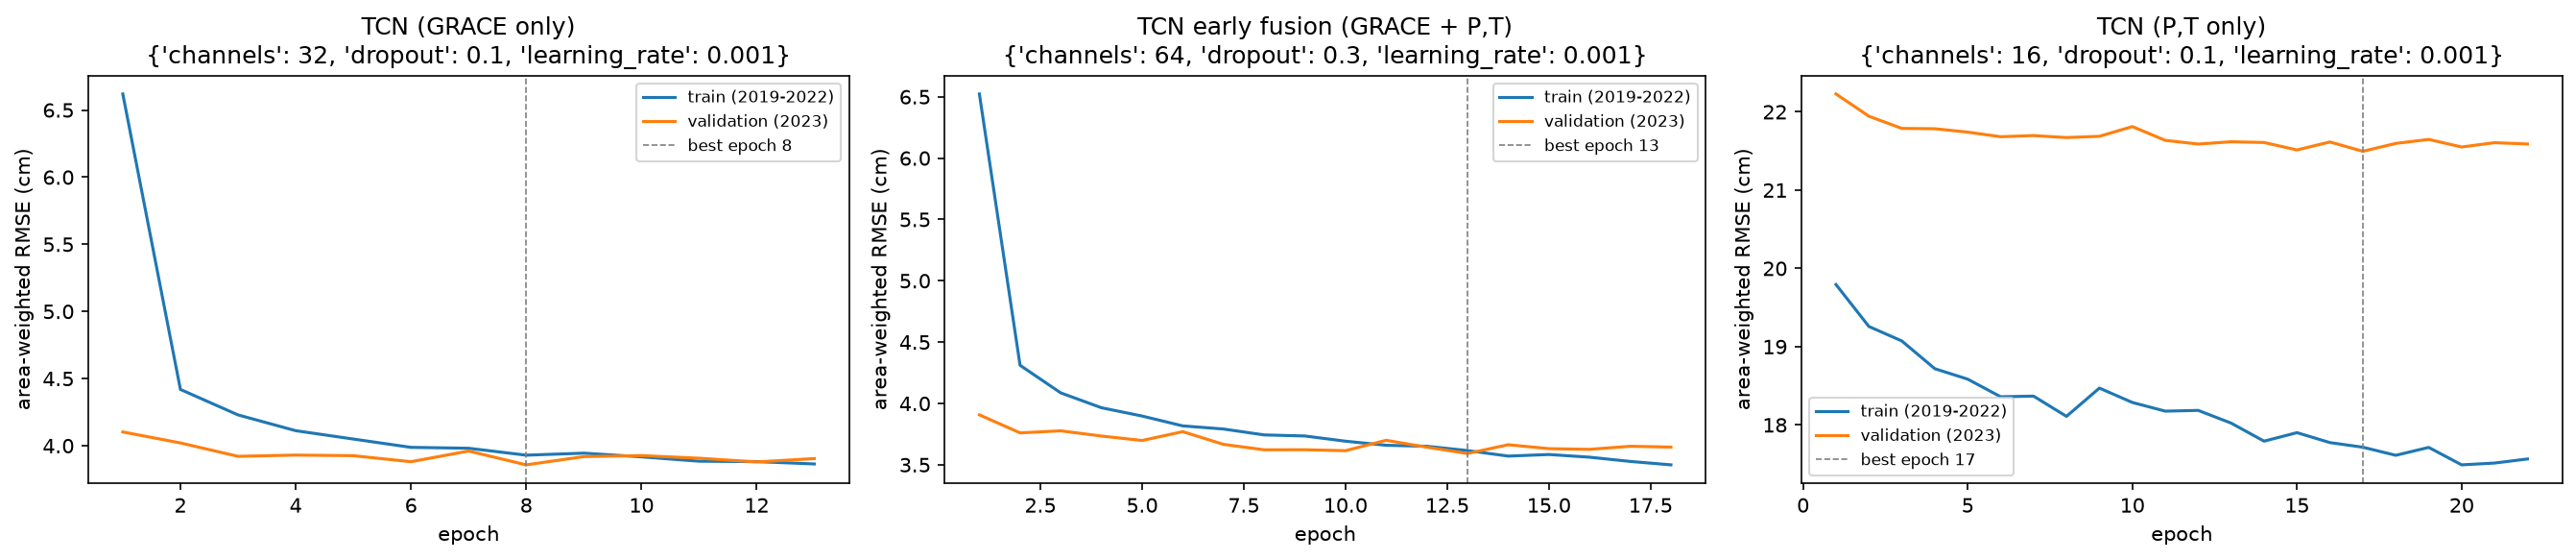 TCN (GRACE only)
{'channels': 32, 'dropout': 0.1, 'learning_rate': 0.001}
area-weighted RMSE (cm)
6.5
6.0
5.5
5.0
4.5
4.0
train (2019-2022)
validation (2023)
best epoch 8
2
4
6
8
10
12
epoch
TCN early fusion (GRACE + P,T)
{'channels': 64, 'dropout': 0.3, 'learning_rate': 0.001}
area-weighted RMSE (cm)
6.5
6.0
5.5
5.0
4.5
4.0
3.5
train (2019-2022)
validation (2023)
best epoch 13
2.5
5.0
7.5
10.0
12.5
15.0
17.5
epoch
TCN (P,T only)
{'channels': 16, 'dropout': 0.1, 'learning_rate': 0.001}
area-weighted RMSE (cm)
22
21
20
19
18
train (2019-2022)
validation (2023)
best epoch 17
0
5
10
15
20
epoch